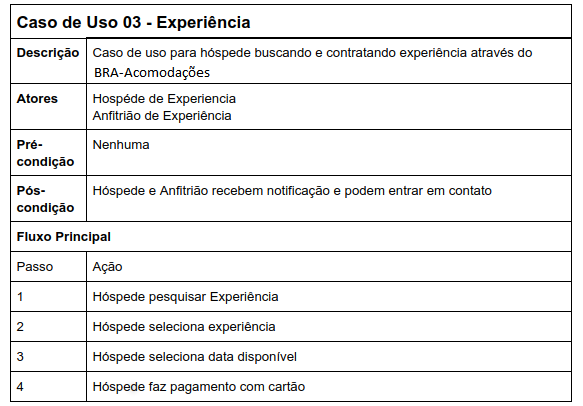 Caso de Uso 03 - Experiência
Descrição Caso de uso para hóspede buscando e contratando experiência através do
BRA-Acomodações
Atores Hospéde de Experiencia
Anfitrião de Experiência
Pré-
condição Nenhuma
Pós-
condição Hóspede e Anfitrião recebem notificação e podem entrar em contato
Fluxo Principal
Passo Ação
1 Hóspede pesquisar Experiência
2 Hóspede seleciona experiência
3 Hóspede seleciona data disponível
4 Hóspede faz pagamento com cartão